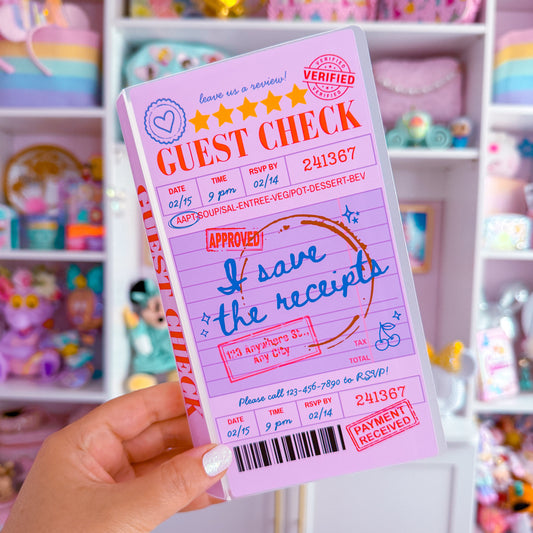 leave us a review!
VERIFIED
VERIFIED
VERIFIED
GUEST CHECK
DATE TIME RSVP BY 241367
02/15 9 pm 02/14
AAPT-SOUP/SAL-ENTREE-VEG/POT-DESSERT-BEV
APPROVED
I save
the receipts
123 Anywhere St.,
Any City
TAX
TOTAL
Please call 123-456-7890 to RSVP!
DATE TIME RSVP BY 241367
02/15 9 pm 02/14
PAYMENT
RECEIVED
GUEST CHECK